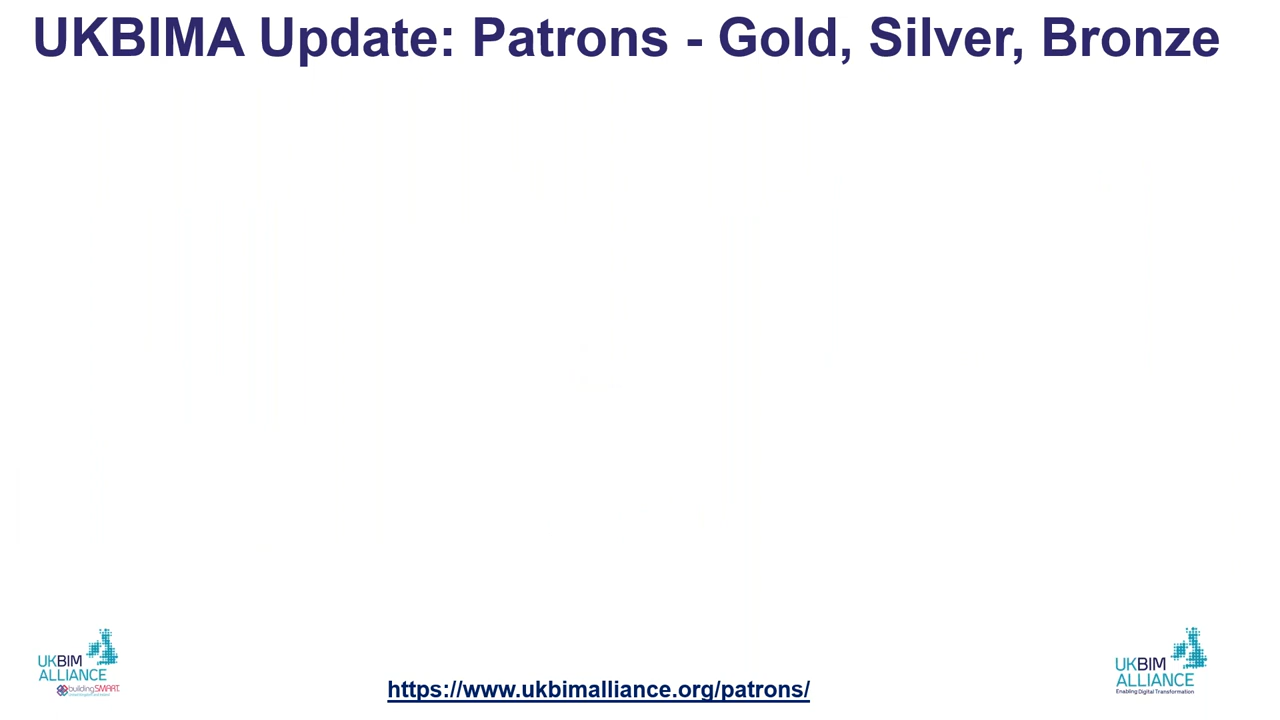 UKBIMA Update: Patrons - Gold, Silver, Bronze
UKBIM
ALLIANCE
buildingSMART
https://www.ukbimalliance.org/patrons/
UKBIM
ALLIANCE
Enabling Digital Transformation